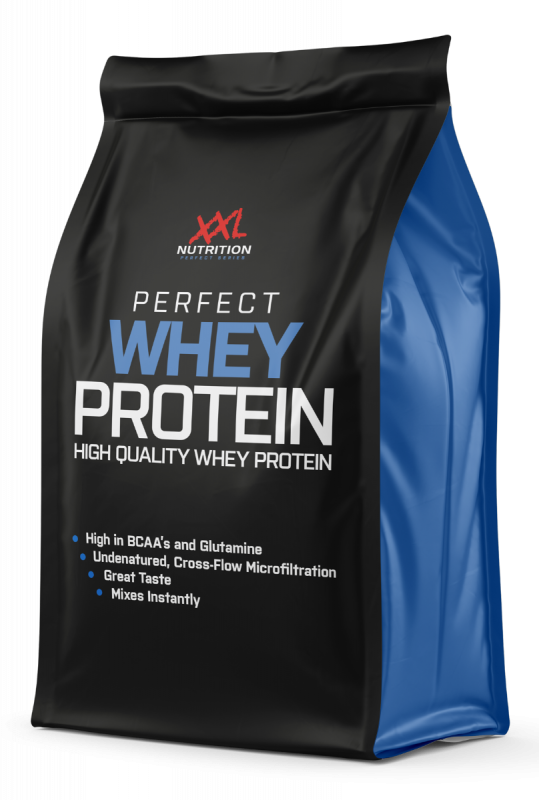 XXL
NUTRITION
PERFECT SERIES
PERFECT
WHEY
PROTEIN
HIGH QUALITY WHEY PROTEIN
• High in BCAA's and Glutamine
• Undenatured, Cross-Flow Microfiltration
• Great Taste
• Mixes Instantly